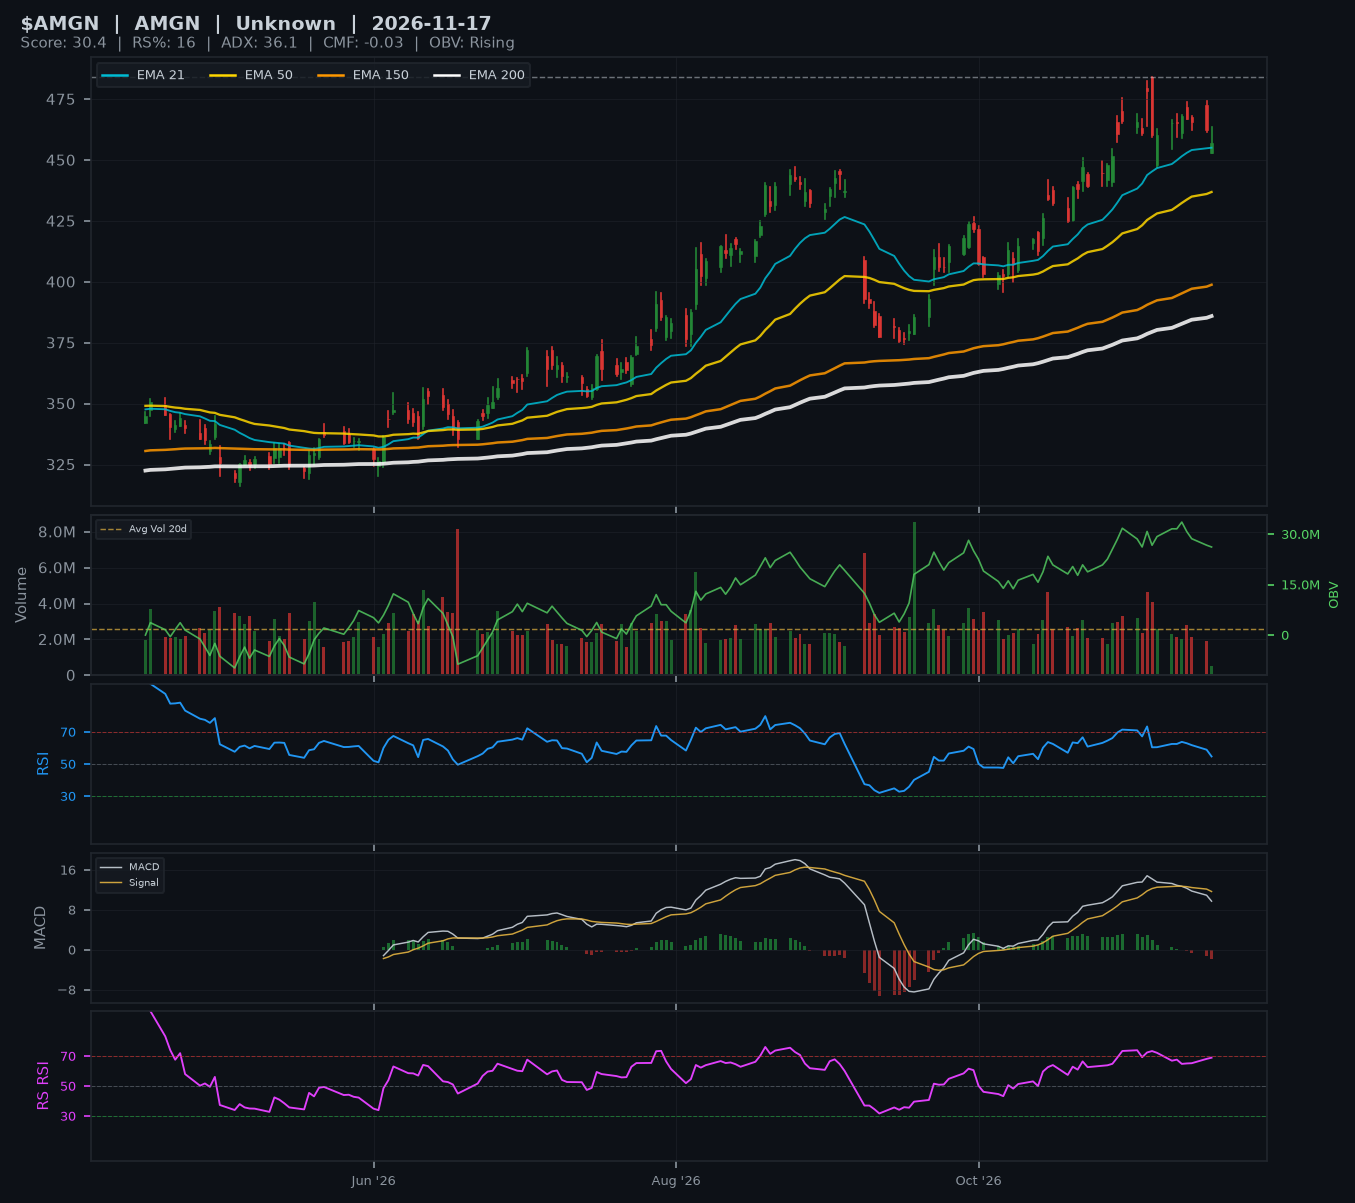 $AMGN | AMGN | Unknown | 2026-11-17
Score: 30.4 | RS%: 16 | ADX: 36.1 | CMF: -0.03 | OBV: Rising
EMA 21 EMA 50 EMA 150 EMA 200
475
450
425
400
375
350
325
Avg Vol 20d
8.0M
6.0M
4.0M
2.0M
0
Volume
30.0M
15.0M
0
OBV
70
50
30
RSI
MACD
Signal
16
8
0
−8
MACD
70
50
30
RS RSI
Jun '26 Aug '26 Oct '26